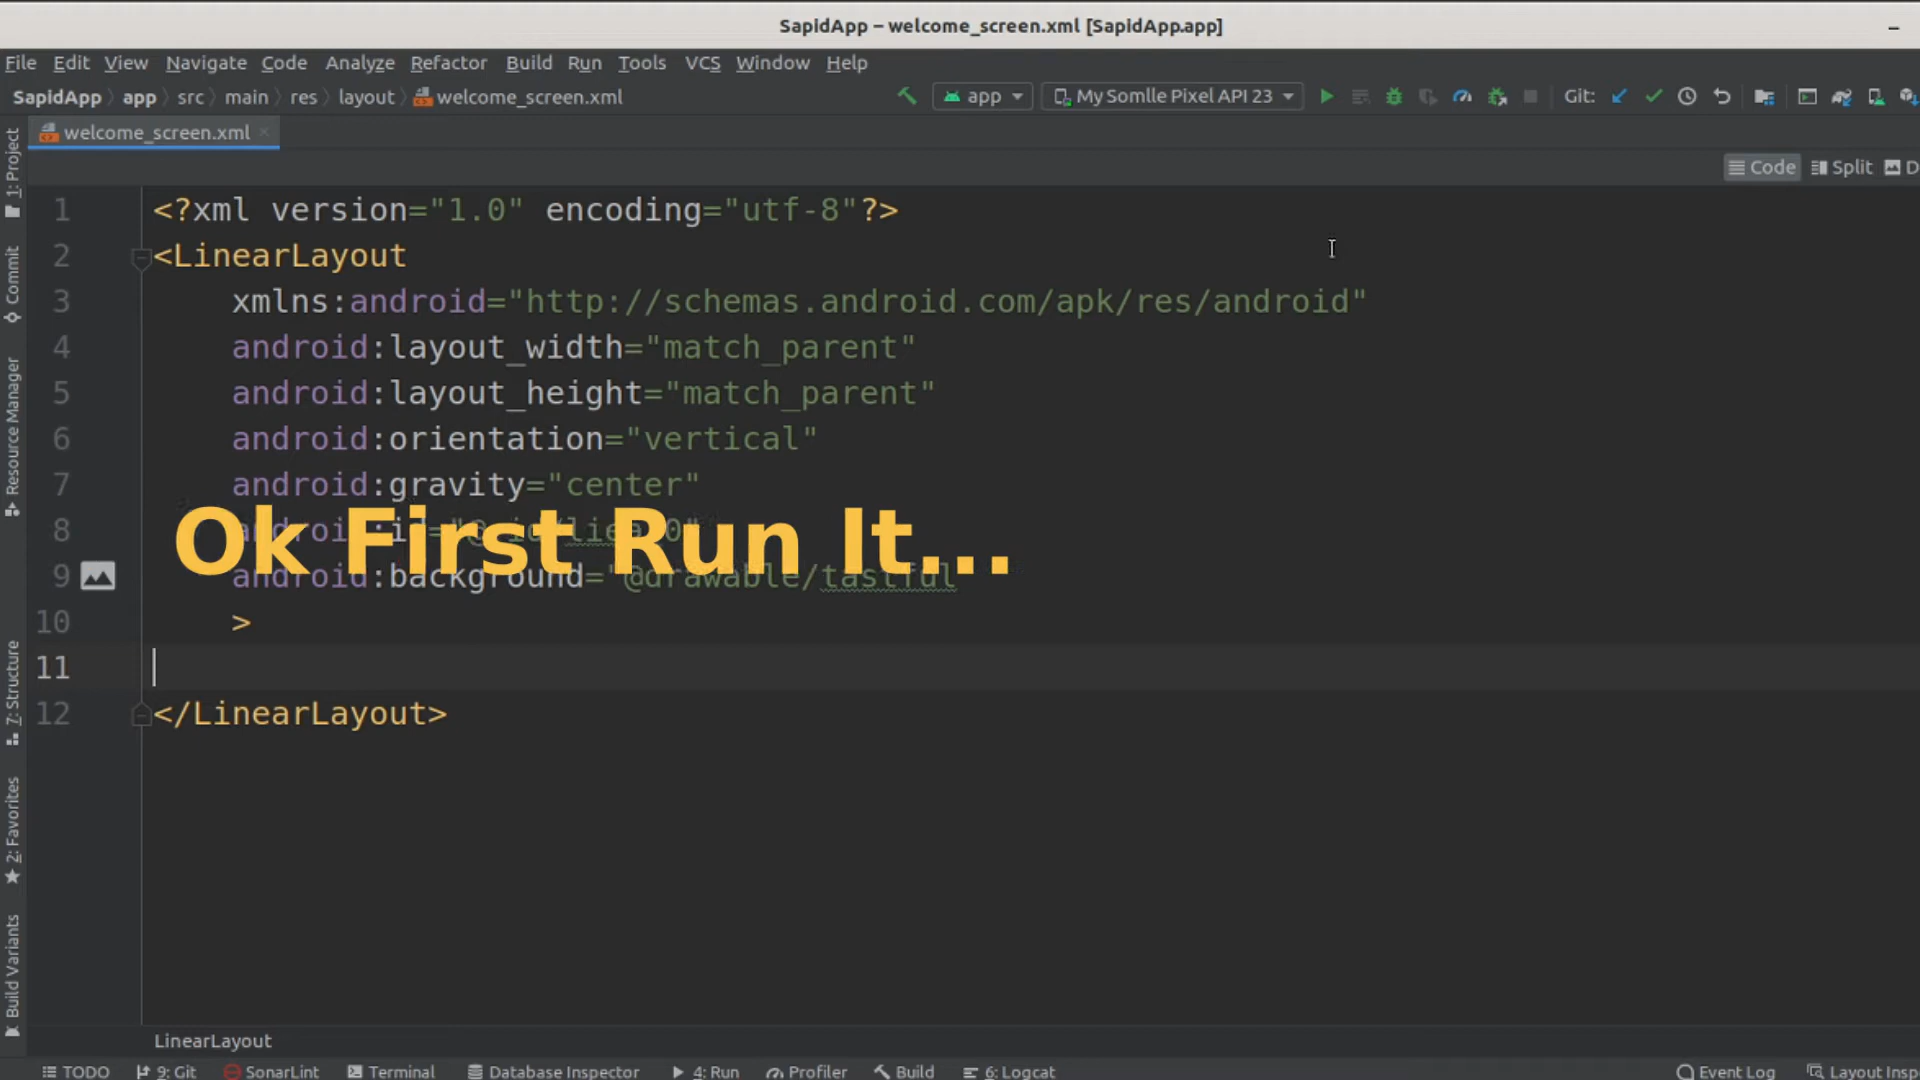 SapidApp – welcome_screen.xml [SapidApp.app]
File Edit View Navigate Code Analyze Refactor Build Run Tools VCS Window Help
SapidApp app src main res layout welcome_screen.xml app My Somlle Pixel API 23 Git:
welcome_screen.xml
Code Split D
1: Project
Commit
Resource Manager
7: Structure
2: Favorites
Build Variants
1 <?xml version="1.0" encoding="utf-8"?>
2 <LinearLayout
3 xmlns:android="http://schemas.android.com/apk/res/android"
4 android:layout_width="match_parent"
5 android:layout_height="match_parent"
6 android:orientation="vertical"
7 android:gravity="center"
8
Ok First Run It...
9 android:background="@drawable/tastful
10 >
11
12 </LinearLayout>
LinearLayout
TODO 9: Git SonarLint Terminal Database Inspector 4: Run Profiler Build 6: Logcat Event Log Layout Insp